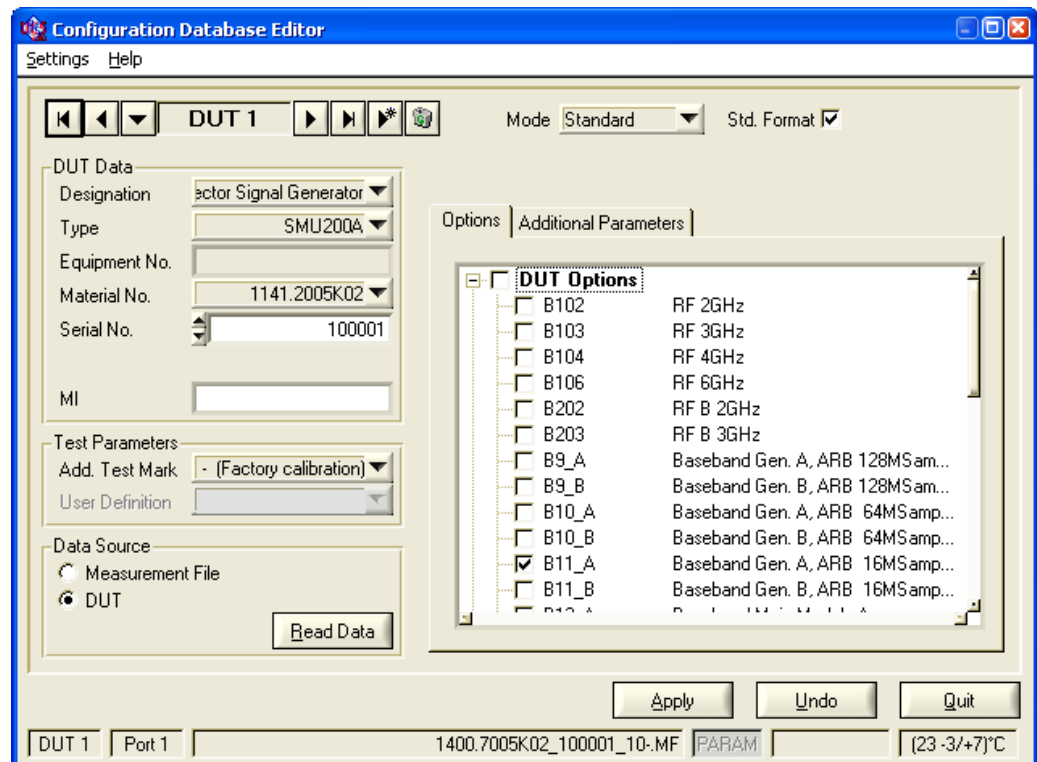 Configuration Database Editor
Settings Help
DUT 1
Mode Standard Std. Format
DUT Data
Designation ector Signal Generator
Type SMU200A
Equipment No.
Material No. 1141.2005K02
Serial No. 100001
MI
Test Parameters
Add. Test Mark - (Factory calibration)
User Definition
Data Source
Measurement File
DUT
Read Data
Options Additional Parameters
DUT Options
B102 RF 2GHz
B103 RF 3GHz
B104 RF 4GHz
B106 RF 6GHz
B202 RF B 2GHz
B203 RF B 3GHz
B9_A Baseband Gen. A, ARB 128MSam...
B9_B Baseband Gen. B, ARB 128MSam...
B10_A Baseband Gen. A, ARB 64MSamp...
B10_B Baseband Gen. B, ARB 64MSamp...
B11_A Baseband Gen. A, ARB 16MSamp...
B11_B Baseband Gen. B, ARB 16MSamp...
Apply Undo Quit
DUT 1 Port 1 1400.7005K02_100001_10-.MF PARAM (23 -3/+7)°C